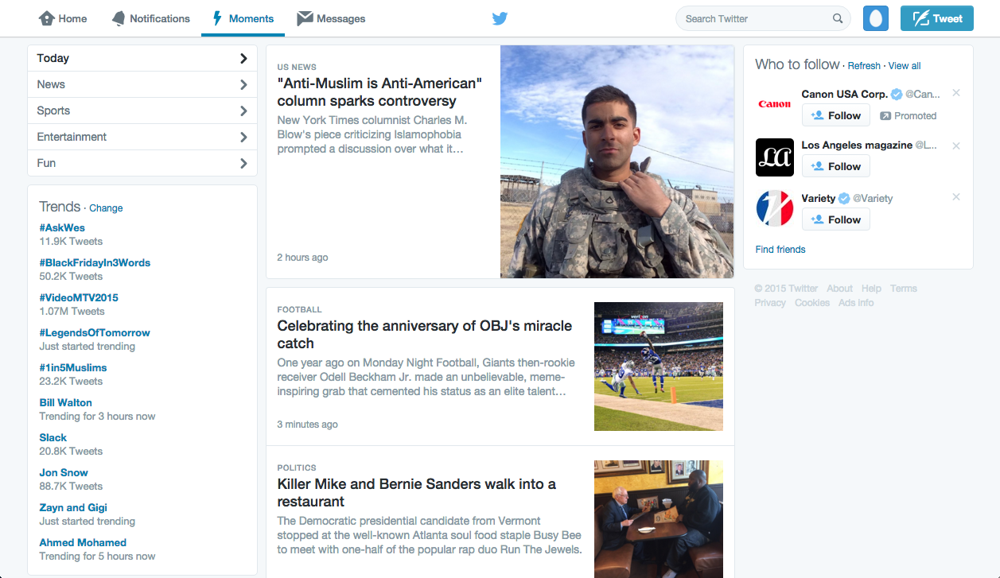 Home
Notifications
Moments
Messages
Search Twitter
Tweet
Today
News
Sports
Entertainment
Fun
Trends · Change
#AskWes
11.9K Tweets
#BlackFridayIn3Words
50.2K Tweets
#VideoMTV2015
1.07M Tweets
#LegendsOfTomorrow
Just started trending
#1in5Muslims
23.2K Tweets
Bill Walton
Trending for 3 hours now
Slack
20.8K Tweets
Jon Snow
88.7K Tweets
Zayn and Gigi
Just started trending
Ahmed Mohamed
Trending for 5 hours now
US NEWS
"Anti-Muslim is Anti-American"
column sparks controversy
New York Times columnist Charles M.
Blow's piece criticizing Islamophobia
prompted a discussion over what it…
2 hours ago
FOOTBALL
Celebrating the anniversary of OBJ's miracle
catch
One year ago on Monday Night Football, Giants then-rookie
receiver Odell Beckham Jr. made an unbelievable, meme-
inspiring grab that cemented his status as an elite talent…
3 minutes ago
verizon
POLITICS
Killer Mike and Bernie Sanders walk into a
restaurant
The Democratic presidential candidate from Vermont
stopped at the well-known Atlanta soul food staple Busy Bee
to meet with one-half of the popular rap duo Run The Jewels.
Who to follow · Refresh · View all
Canon
Canon USA Corp. @Can...
Follow
Promoted
LA
Los Angeles magazine @L...
Follow
V
Variety @Variety
Follow
Find friends
© 2015 Twitter About Help Terms
Privacy Cookies Ads info